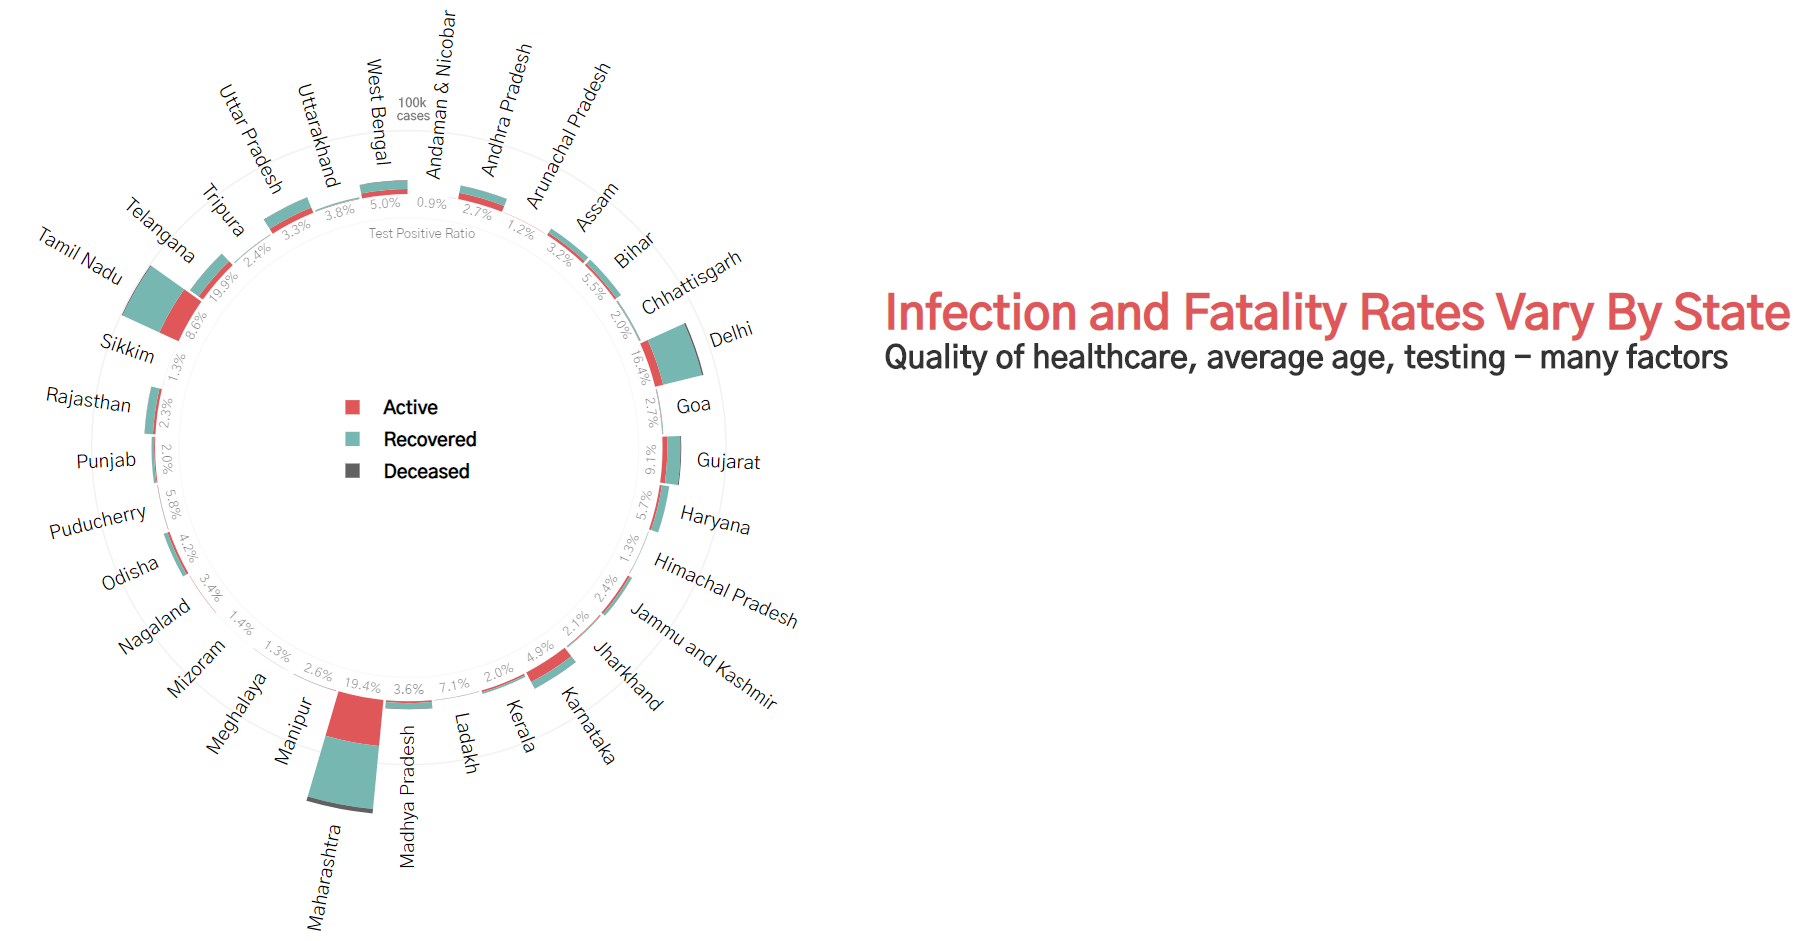 100k
cases
Andaman & Nicobar
Andhra Pradesh
Arunachal Pradesh
Assam
Bihar
Chhattisgarh
Delhi
Goa
Gujarat
Haryana
Himachal Pradesh
Jammu and Kashmir
Jharkhand
Karnataka
Kerala
Ladakh
Madhya Pradesh
Maharashtra
Manipur
Meghalaya
Mizoram
Nagaland
Odisha
Puducherry
Punjab
Rajasthan
Sikkim
Tamil Nadu
Telangana
Tripura
Uttar Pradesh
Uttarakhand
West Bengal
0.9%
2.7%
1.2%
3.2%
5.5%
2.0%
16.4%
2.7%
9.1%
5.7%
1.3%
2.4%
2.1%
4.9%
2.0%
7.1%
3.6%
19.4%
2.6%
1.3%
1.4%
3.4%
4.2%
5.8%
2.0%
2.3%
1.3%
8.6%
19.9%
2.4%
3.3%
3.8%
5.0%
Test Positive Ratio
Active
Recovered
Deceased
Infection and Fatality Rates Vary By State
Quality of healthcare, average age, testing – many factors